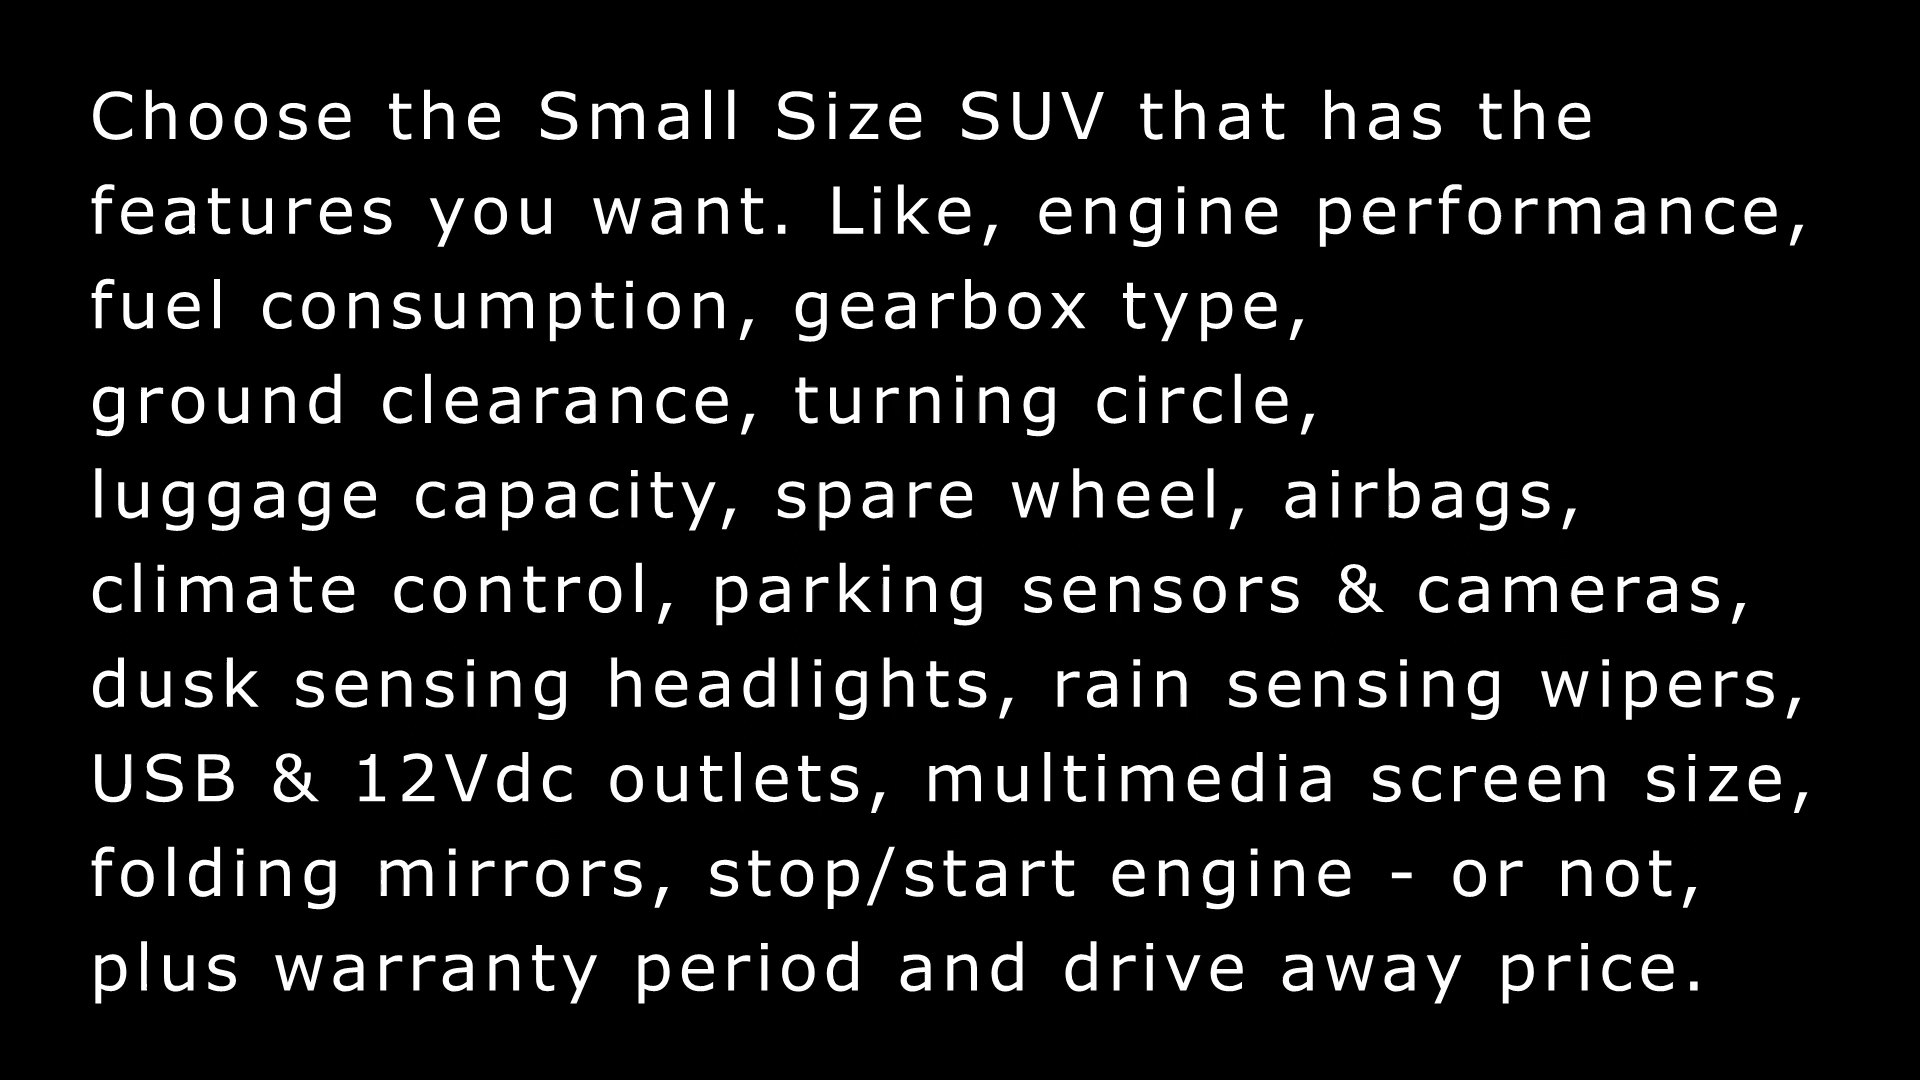 Choose the Small Size SUV that has the
features you want. Like, engine performance,
fuel consumption, gearbox type,
ground clearance, turning circle,
luggage capacity, spare wheel, airbags,
climate control, parking sensors & cameras,
dusk sensing headlights, rain sensing wipers,
USB & 12Vdc outlets, multimedia screen size,
folding mirrors, stop/start engine - or not,
plus warranty period and drive away price.